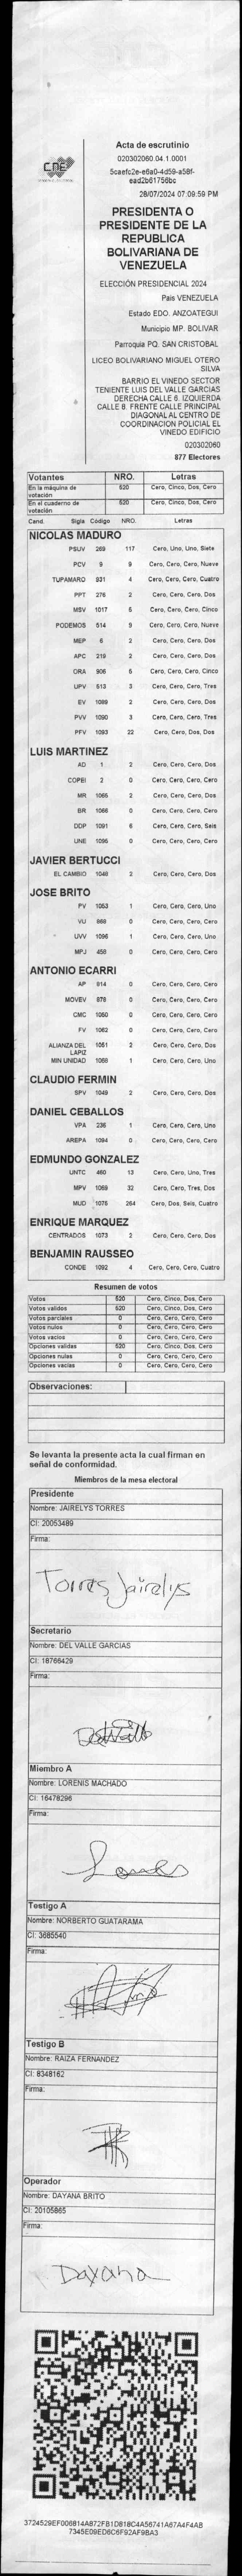 CNE
Acta de escrutinio
020302060.04.1.0001
28/07/2024 07:09:59 PM
PRESIDENTA O
PRESIDENTE DE LA
REPUBLICA
BOLIVARIANA DE
VENEZUELA
ELECCIÓN PRESIDENCIAL 2024
Pais VENEZUELA
Estado EDO. ANZOATEGUI
Municipio MP. BOLIVAR
Parroquia PQ. SAN CRISTOBAL
LICEO BOLIVARIANO MIGUEL OTERO
SILVA
BARRIO EL VINEDO SECTOR
TENIENTE LUIS DEL VALLE GARCIAS
DERECHA CALLE 6. IZQUIERDA
CALLE 8. FRENTE CALLE PRINCIPAL
DIAGONAL AL CENTRO DE
COORDINACION POLICIAL EL
VINEDO EDIFICIO
020302060
877 Electores
Votantes NRO. Letras
En la máquina de votación 520 Cero, Cinco, Dos, Cero
En el cuaderno de votación 520 Cero, Cinco, Dos, Cero
Cand. Sigla Código NRO. Letras
NICOLAS MADURO
PSUV 269 117 Cero, Uno, Uno, Siete
PCV 9 9 Cero, Cero, Cero, Nueve
TUPAMARO 931 4 Cero, Cero, Cero, Cuatro
PPT 276 2 Cero, Cero, Cero, Dos
MSV 1017 5 Cero, Cero, Cero, Cinco
PODEMOS 514 9 Cero, Cero, Cero, Nueve
MEP 6 2 Cero, Cero, Cero, Dos
APC 219 2 Cero, Cero, Cero, Dos
ORA 906 5 Cero, Cero, Cero, Cinco
UPV 613 3 Cero, Cero, Cero, Tres
EV 1089 2 Cero, Cero, Cero, Dos
PVV 1090 3 Cero, Cero, Cero, Tres
PFV 1093 22 Cero, Cero, Dos, Dos
LUIS MARTINEZ
AD 1 2 Cero, Cero, Cero, Dos
COPEI 2 0 Cero, Cero, Cero, Cero
MR 1065 2 Cero, Cero, Cero, Dos
BR 1066 0 Cero, Cero, Cero, Cero
DDP 1091 6 Cero, Cero, Cero, Seis
UNE 1095 0 Cero, Cero, Cero, Cero
JAVIER BERTUCCI
EL CAMBIO 1048 2 Cero, Cero, Cero, Dos
JOSE BRITO
PV 1053 1 Cero, Cero, Cero, Uno
VU 0 Cero, Cero, Cero, Cero
UVV 1096 1 Cero, Cero, Cero, Uno
MPJ 458 0 Cero, Cero, Cero, Cero
ANTONIO ECARRI
AP 914 0 Cero, Cero, Cero, Cero
MOVEV 878 0 Cero, Cero, Cero, Cero
CMC 1050 0 Cero, Cero, Cero, Cero
FV 1062 0 Cero, Cero, Cero, Cero
ALIANZA DEL LAPIZ 1051 2 Cero, Cero, Cero, Dos
MIN UNIDAD 1068 1 Cero, Cero, Cero, Uno
CLAUDIO FERMIN
SPV 1049 2 Cero, Cero, Cero, Dos
DANIEL CEBALLOS
VPA 236 1 Cero, Cero, Cero, Uno
AREPA 1094 0 Cero, Cero, Cero, Cero
EDMUNDO GONZALEZ
UNTC 460 13 Cero, Cero, Uno, Tres
MPV 1069 32 Cero, Cero, Tres, Dos
MUD 1076 264 Cero, Dos, Seis, Cuatro
ENRIQUE MARQUEZ
CENTRADOS 1073 2 Cero, Cero, Cero, Dos
BENJAMIN RAUSSEO
CONDE 1092 4 Cero, Cero, Cero, Cuatro
Resumen de votos
Votos 520 Cero, Cinco, Dos, Cero
Votos validos 520 Cero, Cinco, Dos, Cero
Votos parciales 0 Cero, Cero, Cero, Cero
Votos nulos 0 Cero, Cero, Cero, Cero
Votos vacios 0 Cero, Cero, Cero, Cero
Opciones validas 520 Cero, Cinco, Dos, Cero
Opciones nulas 0 Cero, Cero, Cero, Cero
Opciones vacias 0 Cero, Cero, Cero, Cero
Observaciones:
Se levanta la presente acta la cual firman en
señal de conformidad.
Miembros de la mesa electoral
Presidente
Nombre: JAIRELYS TORRES
CI: 20053489
Firma:
Torres Jairelys
Secretario
Nombre: DEL VALLE GARCIAS
CI: 18766429
Firma:
Miembro A
Nombre: LORENIS MACHADO
CI: 16478296
Firma:
Testigo A
Nombre: NORBERTO GUATARAMA
CI: 3685540
Firma:
Testigo B
Nombre: RAIZA FERNANDEZ
CI: 8348162
Firma:
Operador
Nombre: DAYANA BRITO
CI: 20105865
Firma:
Dayana